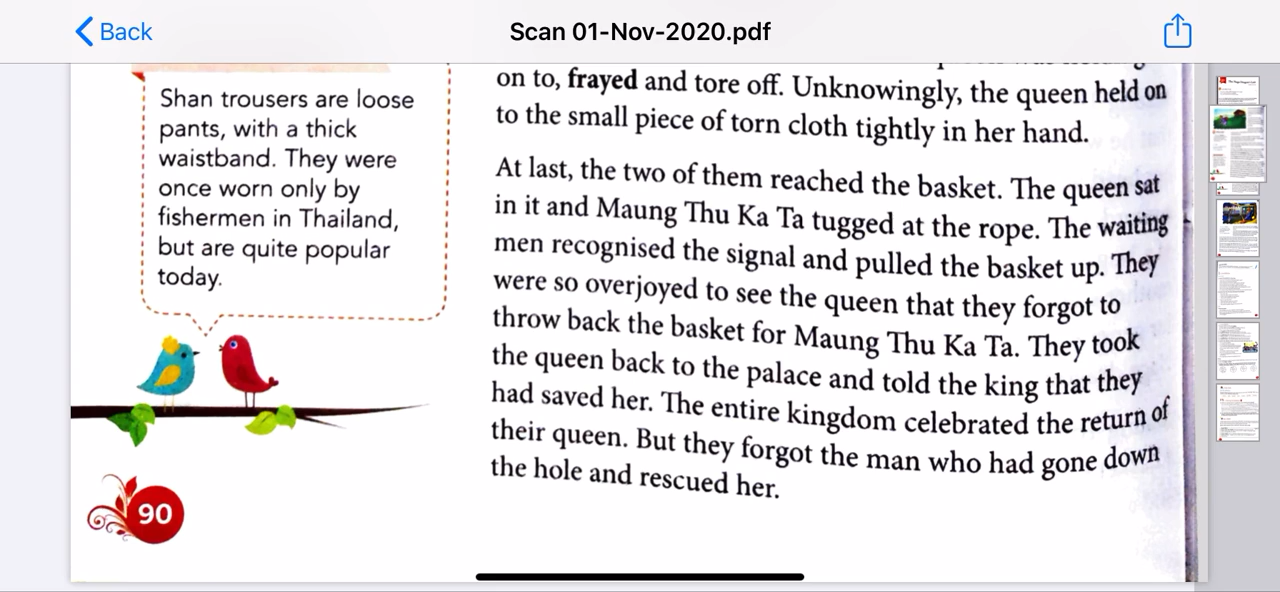 Back
Scan 01-Nov-2020.pdf
Shan trousers are loose
pants, with a thick
waistband. They were
once worn only by
fishermen in Thailand,
but are quite popular
today.
90
on to, frayed and tore off. Unknowingly, the queen held on
to the small piece of torn cloth tightly in her hand.
At last, the two of them reached the basket. The queen sat
in it and Maung Thu Ka Ta tugged at the rope. The waiting
men recognised the signal and pulled the basket up. They
were so overjoyed to see the queen that they forgot to
throw back the basket for Maung Thu Ka Ta. They took
the queen back to the palace and told the king that they
had saved her. The entire kingdom celebrated the return of
their queen. But they forgot the man who had gone down
the hole and rescued her.